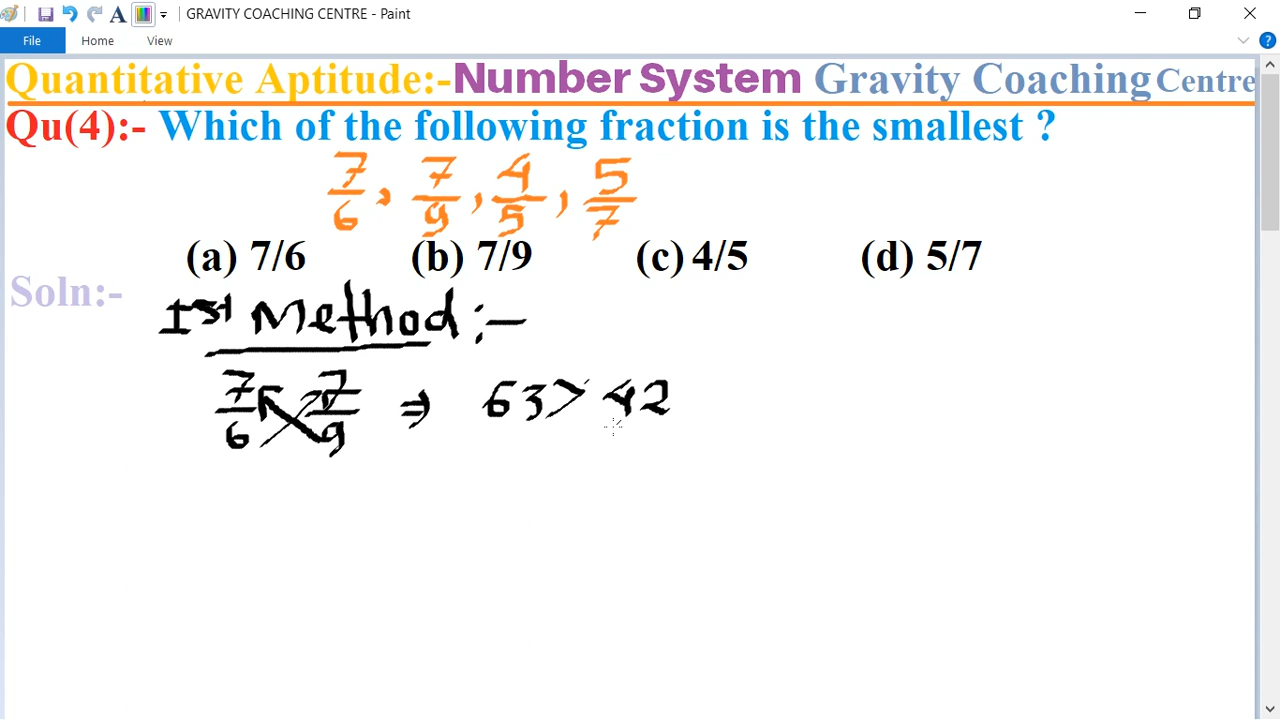 GRAVITY COACHING CENTRE - Paint
File Home View
Quantitative Aptitude:-Number System Gravity Coaching Centre
Qu(4):- Which of the following fraction is the smallest ?
7/6, 7/9, 4/5, 5/7
(a) 7/6 (b) 7/9 (c) 4/5 (d) 5/7
Soln:-
Ist Method :-
7/6 7/9 ⇒ 63 > 42